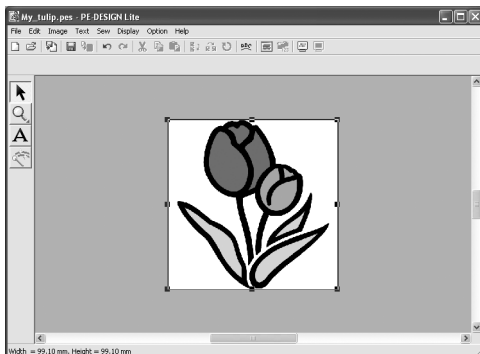 My_tulip.pes - PE-DESIGN Lite
File Edit Image Text Sew Display Option Help
ABC
A
Width = 99.10 mm, Height = 99.10 mm